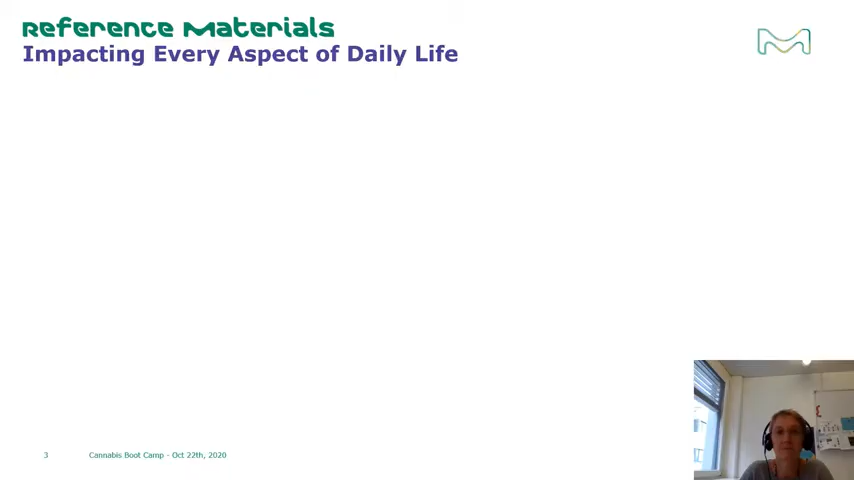 Reference Materials
Impacting Every Aspect of Daily Life
3
Cannabis Boot Camp - Oct 22th, 2020